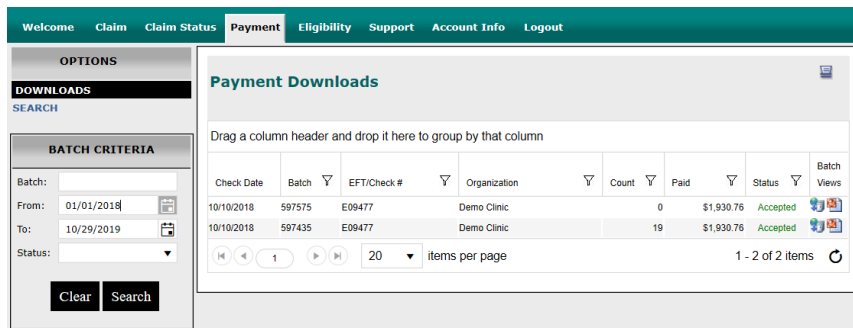 Welcome Claim Claim Status Payment Eligibility Support Account Info Logout
OPTIONS
DOWNLOADS
SEARCH
BATCH CRITERIA
Batch:
From: 01/01/2018
To: 10/29/2019
Status:
Clear Search
Payment Downloads
Drag a column header and drop it here to group by that column
Check Date Batch EFT/Check # Organization Count Paid Status Batch Views
10/10/2018 597575 E09477 Demo Clinic 0 $1,930.76 Accepted
10/10/2018 597435 E09477 Demo Clinic 19 $1,930.76 Accepted
1 20 items per page 1 - 2 of 2 items